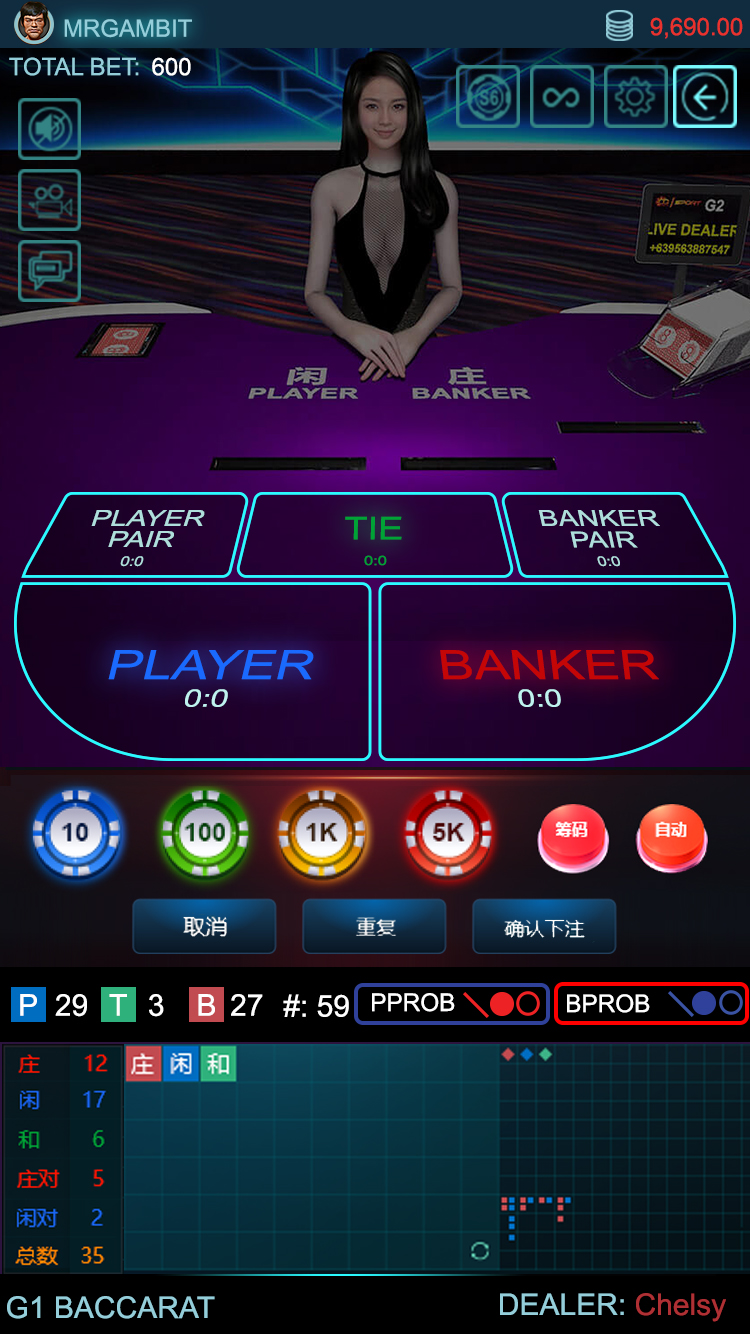 MRGAMBIT
9,690.00
TOTAL BET: 600
S6
G2
LIVE DEALER
+639563887547
闲 庄
PLAYER BANKER
PLAYER
PAIR
0:0
TIE
0:0
BANKER
PAIR
0:0
PLAYER
0:0
BANKER
0:0
10 100 1K 5K 筹码 自动
取消 重复 确认下注
P 29 T 3 B 27 #: 59 PPROB BPROB
庄 12
闲 17
和 6
庄对 5
闲对 2
总数 35
庄 闲 和
G1 BACCARAT DEALER: Chelsy